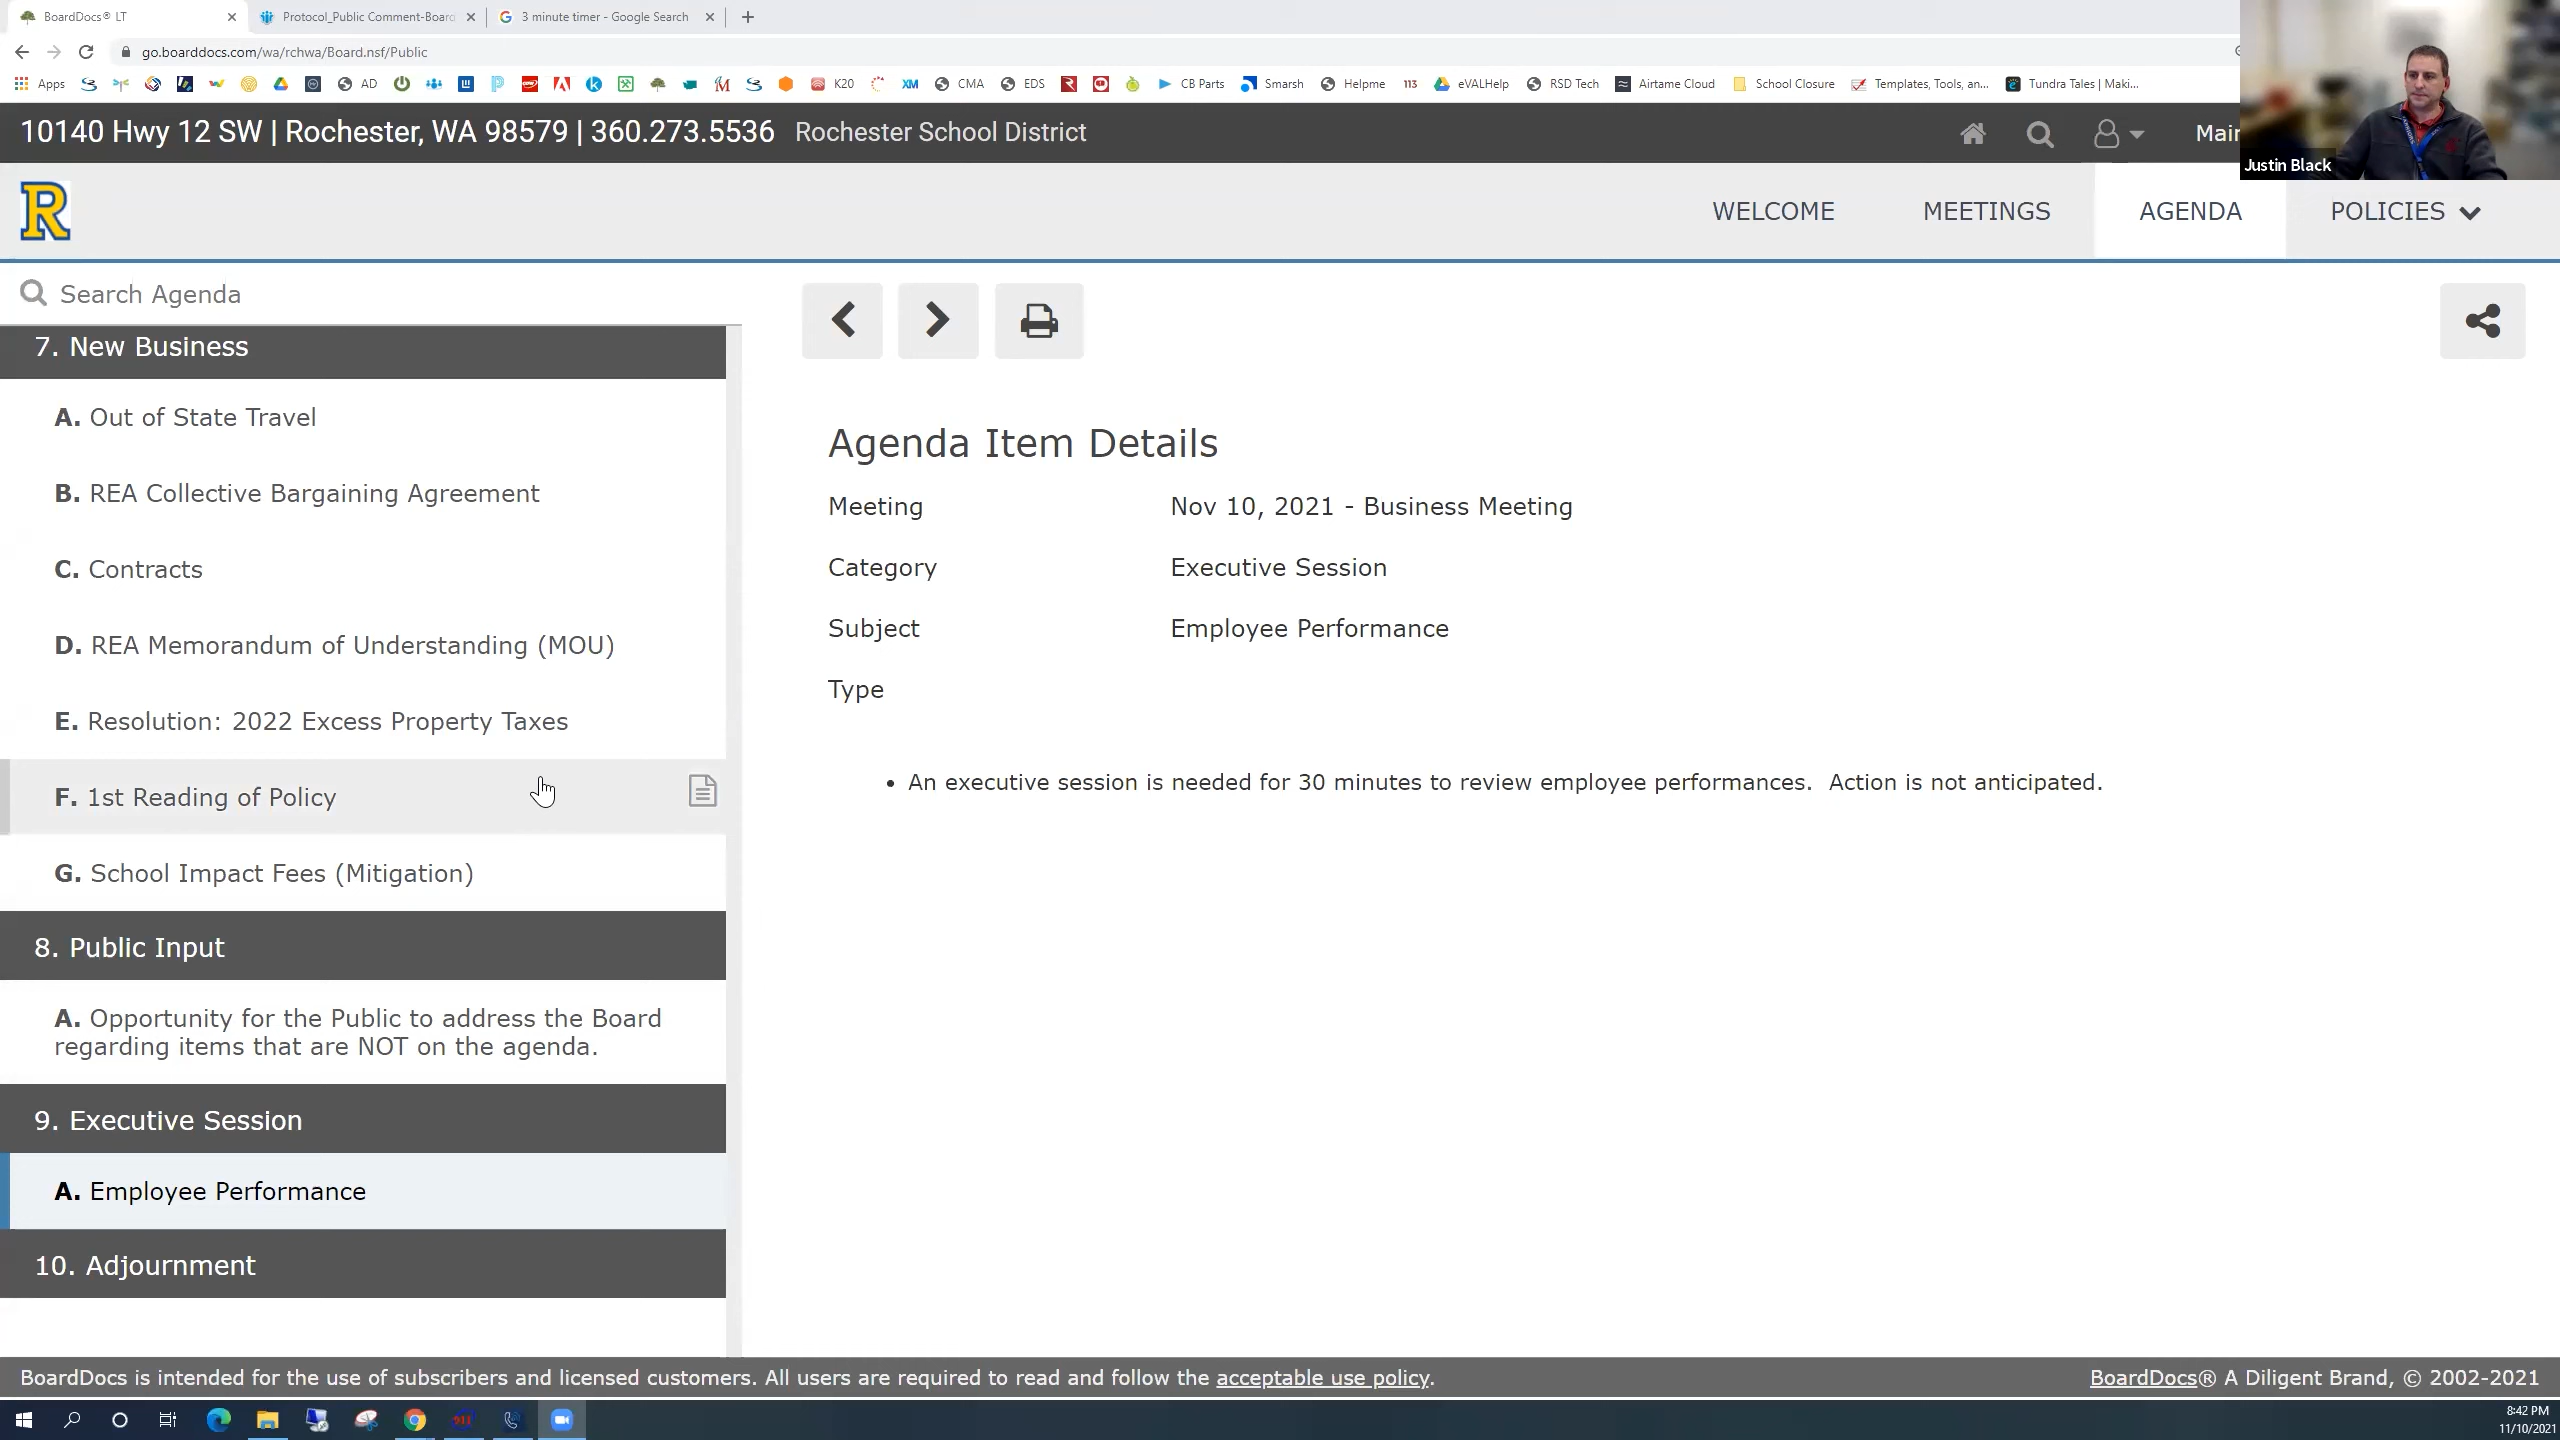 BoardDocs® LT
Protocol_Public Comment-Board
3 minute timer - Google Search
go.boarddocs.com/wa/rchwa/Board.nsf/Public
Apps AD K20 XM CMA EDS CB Parts Smarsh Helpme 113 eVALHelp RSD Tech Airtame Cloud School Closure Templates, Tools, an... Tundra Tales | Maki...
10140 Hwy 12 SW | Rochester, WA 98579 | 360.273.5536 Rochester School District
Justin Black
R
WELCOME MEETINGS AGENDA POLICIES
Search Agenda
7. New Business
A. Out of State Travel
B. REA Collective Bargaining Agreement
C. Contracts
D. REA Memorandum of Understanding (MOU)
E. Resolution: 2022 Excess Property Taxes
F. 1st Reading of Policy
G. School Impact Fees (Mitigation)
8. Public Input
A. Opportunity for the Public to address the Board
regarding items that are NOT on the agenda.
9. Executive Session
A. Employee Performance
10. Adjournment
Agenda Item Details
Meeting Nov 10, 2021 - Business Meeting
Category Executive Session
Subject Employee Performance
Type
• An executive session is needed for 30 minutes to review employee performances. Action is not anticipated.
BoardDocs is intended for the use of subscribers and licensed customers. All users are required to read and follow the acceptable use policy.
BoardDocs® A Diligent Brand, © 2002-2021
911
8:42 PM
11/10/2021